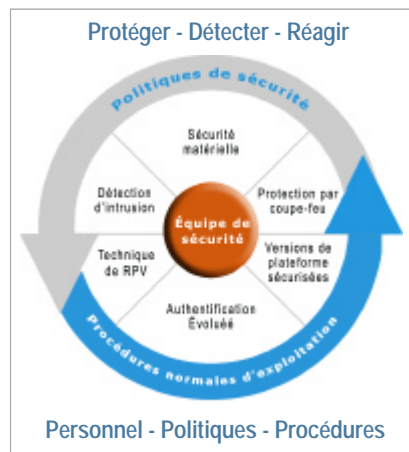 Protéger - Détecter - Réagir
Politiques de sécurité
Sécurité
matérielle
Détection
d'intrusion
Protection par
coupe-feu
Équipe de
sécurité
Technique
de RPV
Versions de
plateforme
sécurisées
Authentification
Évoluéé
Procédures normales d'exploitation
Personnel - Politiques - Procédures